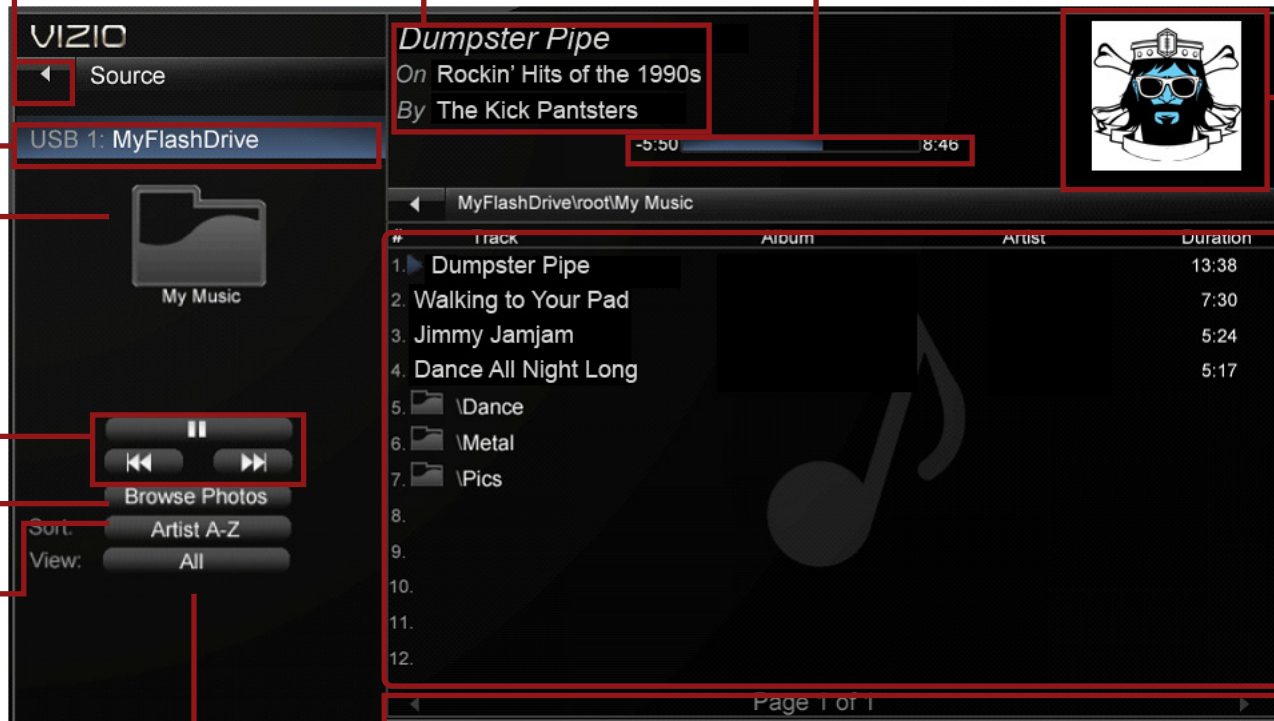 VIZIO
Source
USB 1: MyFlashDrive
My Music
Browse Photos
Sort: Artist A-Z
View: All
Dumpster Pipe
On Rockin' Hits of the 1990s
By The Kick Pantsters
-5:50 8:46
MyFlashDrive\root\My Music
# Track Album Artist Duration
1. Dumpster Pipe 13:38
2. Walking to Your Pad 7:30
3. Jimmy Jamjam 5:24
4. Dance All Night Long 5:17
5. \Dance
6. \Metal
7. \Pics
8.
9.
10.
11.
12.
Page 1 of 1